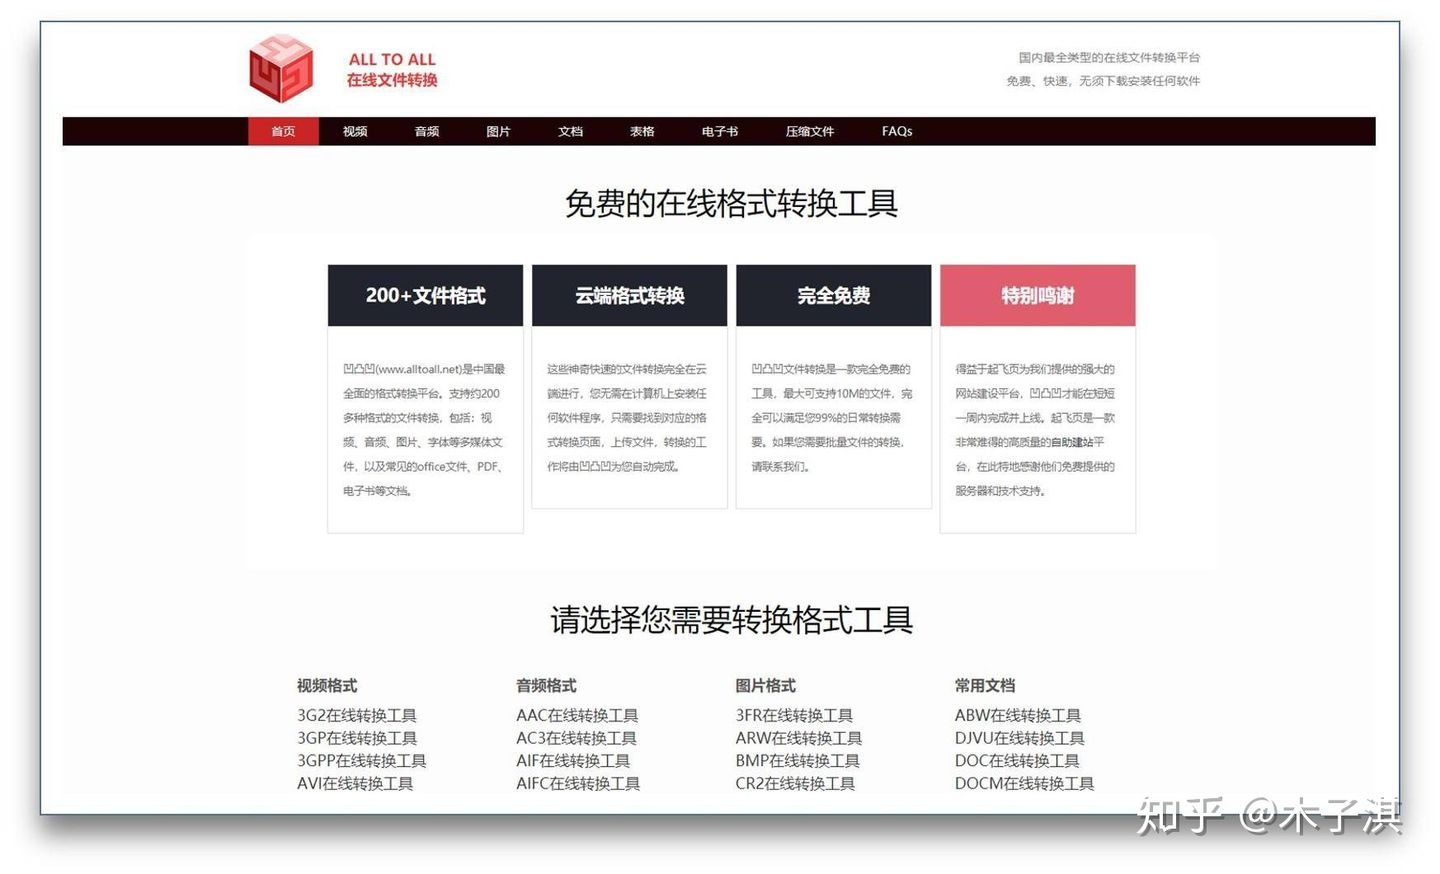 ALL TO ALL
在线文件转换
国内最全类型的在线文件转换平台
免费、快速，无须下载安装任何软件
首页 视频 音频 图片 文档 表格 电子书 压缩文件 FAQs
免费的在线格式转换工具
200+文件格式
凹凸凹(www.alltoall.net)是中国最
全面的格式转换平台。支持约200
多种格式的文件转换，包括：视
频、音频、图片、字体等多媒体文
件，以及常见的office文件、PDF、
电子书等文档。
云端格式转换
这些神奇快速的文件转换完全在云
端进行，您无需在计算机上安装任
何软件程序，只需要找到对应的格
式转换页面，上传文件，转换的工
作将由凹凸凹为您自动完成。
完全免费
凹凸凹文件转换是一款完全免费的
工具，最大可支持10M的文件，完
全可以满足您99%的日常转换需
要。如果您需要批量文件的转换，
请联系我们。
特别鸣谢
得益于起飞页为我们提供的强大的
网站建设平台，凹凸凹才能在短短
一周内完成并上线。起飞页是一款
非常难得的高质量的自助建站平
台，在此特地感谢他们免费提供的
服务器和技术支持。
请选择您需要转换格式工具
视频格式
3G2在线转换工具
3GP在线转换工具
3GPP在线转换工具
AVI在线转换工具
音频格式
AAC在线转换工具
AC3在线转换工具
AIF在线转换工具
AIFC在线转换工具
图片格式
3FR在线转换工具
ARW在线转换工具
BMP在线转换工具
CR2在线转换工具
常用文档
ABW在线转换工具
DJVU在线转换工具
DOC在线转换工具
DOCM在线转换工具
知乎 @木子淇